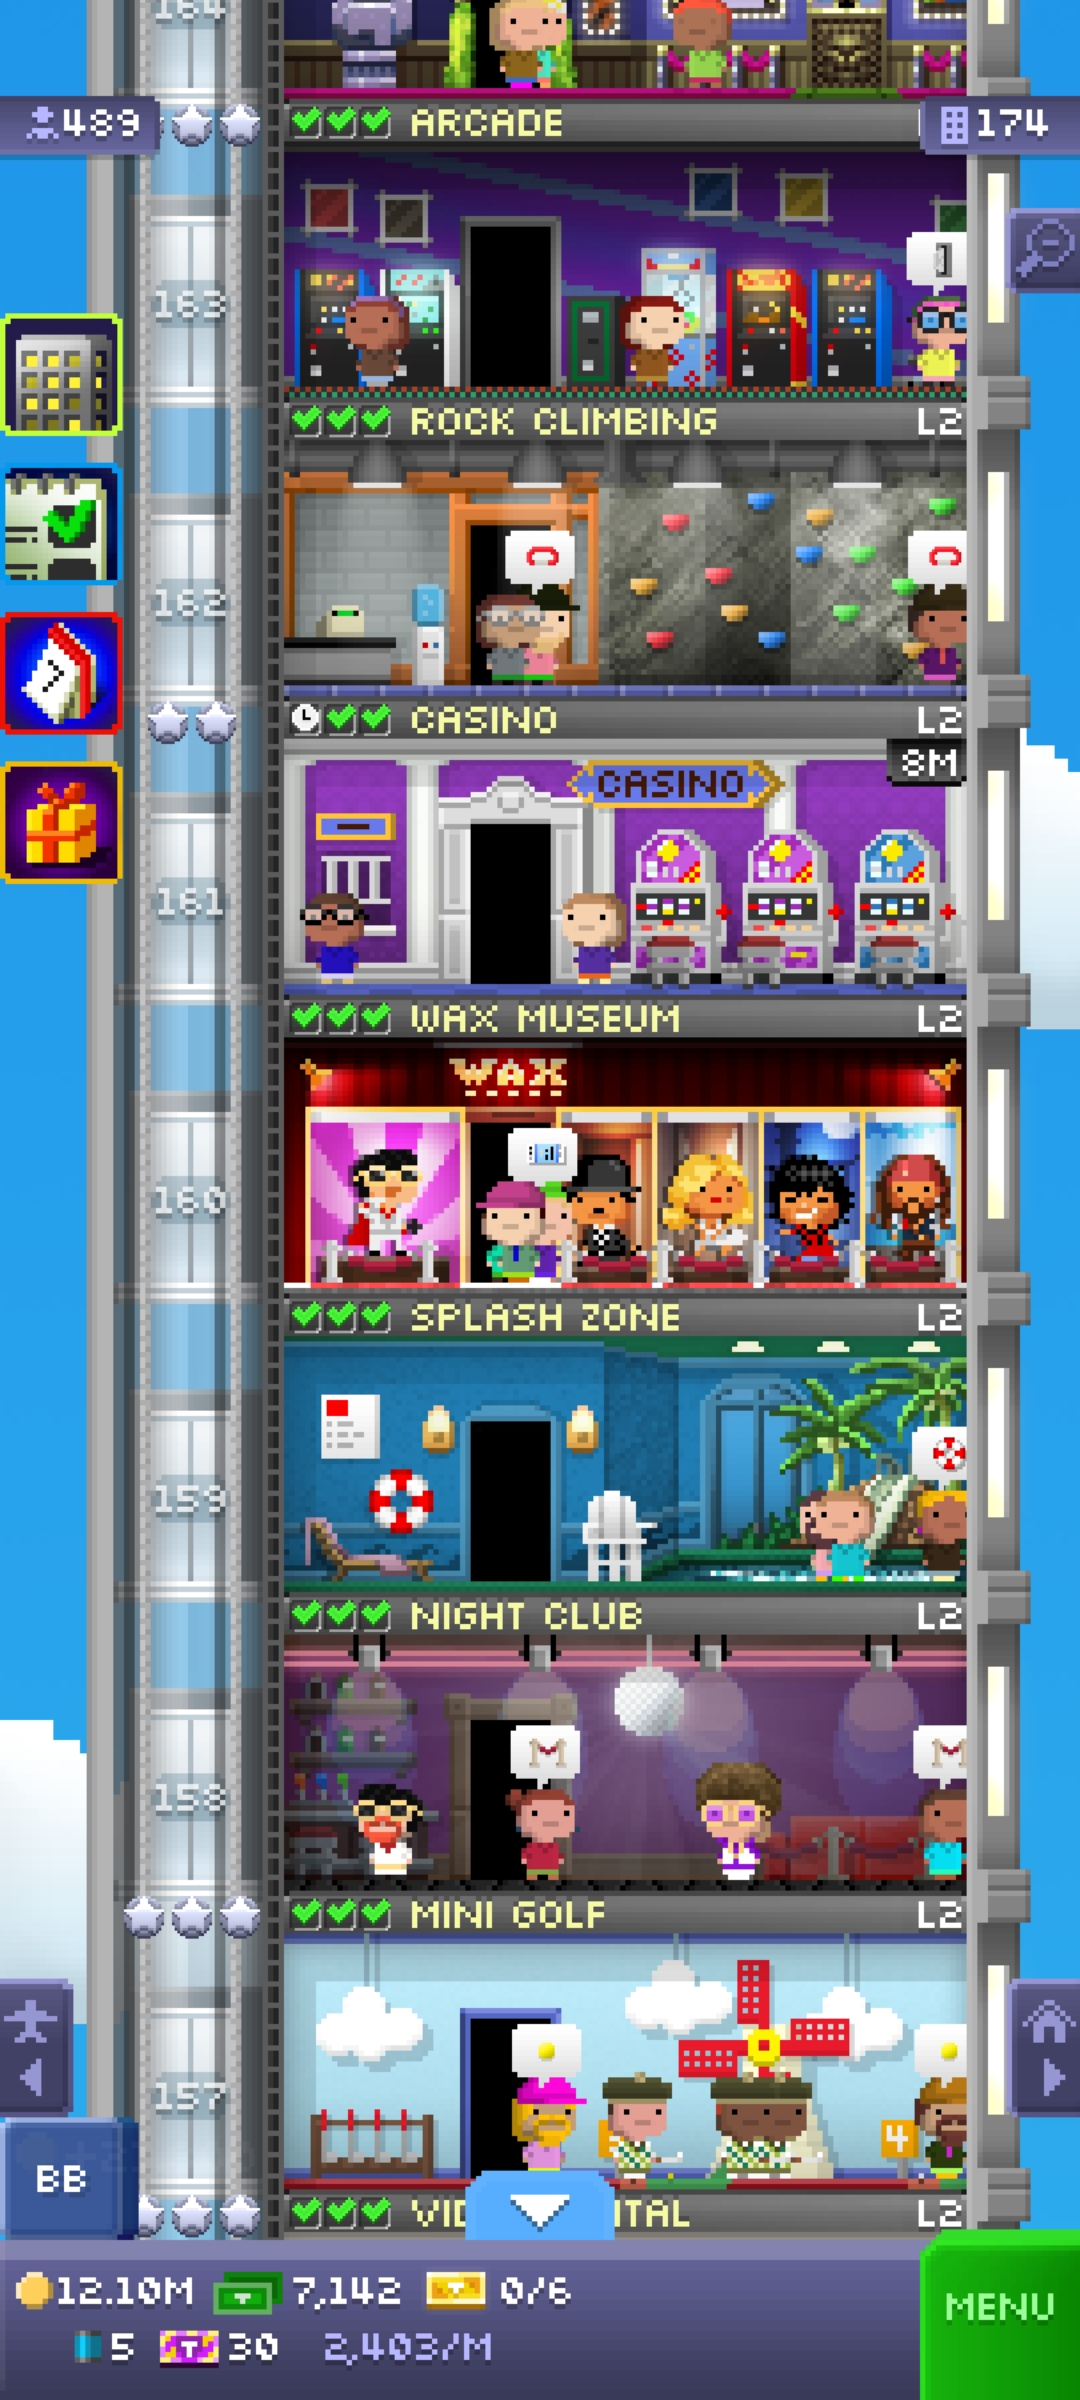 164
489
ARCADE
174
163
ROCK CLIMBING
L2
162
CASINO
L2
8M
CASINO
161
WAX MUSEUM
L2
WAX
160
SPLASH ZONE
L2
159
NIGHT CLUB
L2
158
MINI GOLF
L2
157
4
BB
L2
12.10M
7,142
0/6
MENU
5
T
30
2,403/M